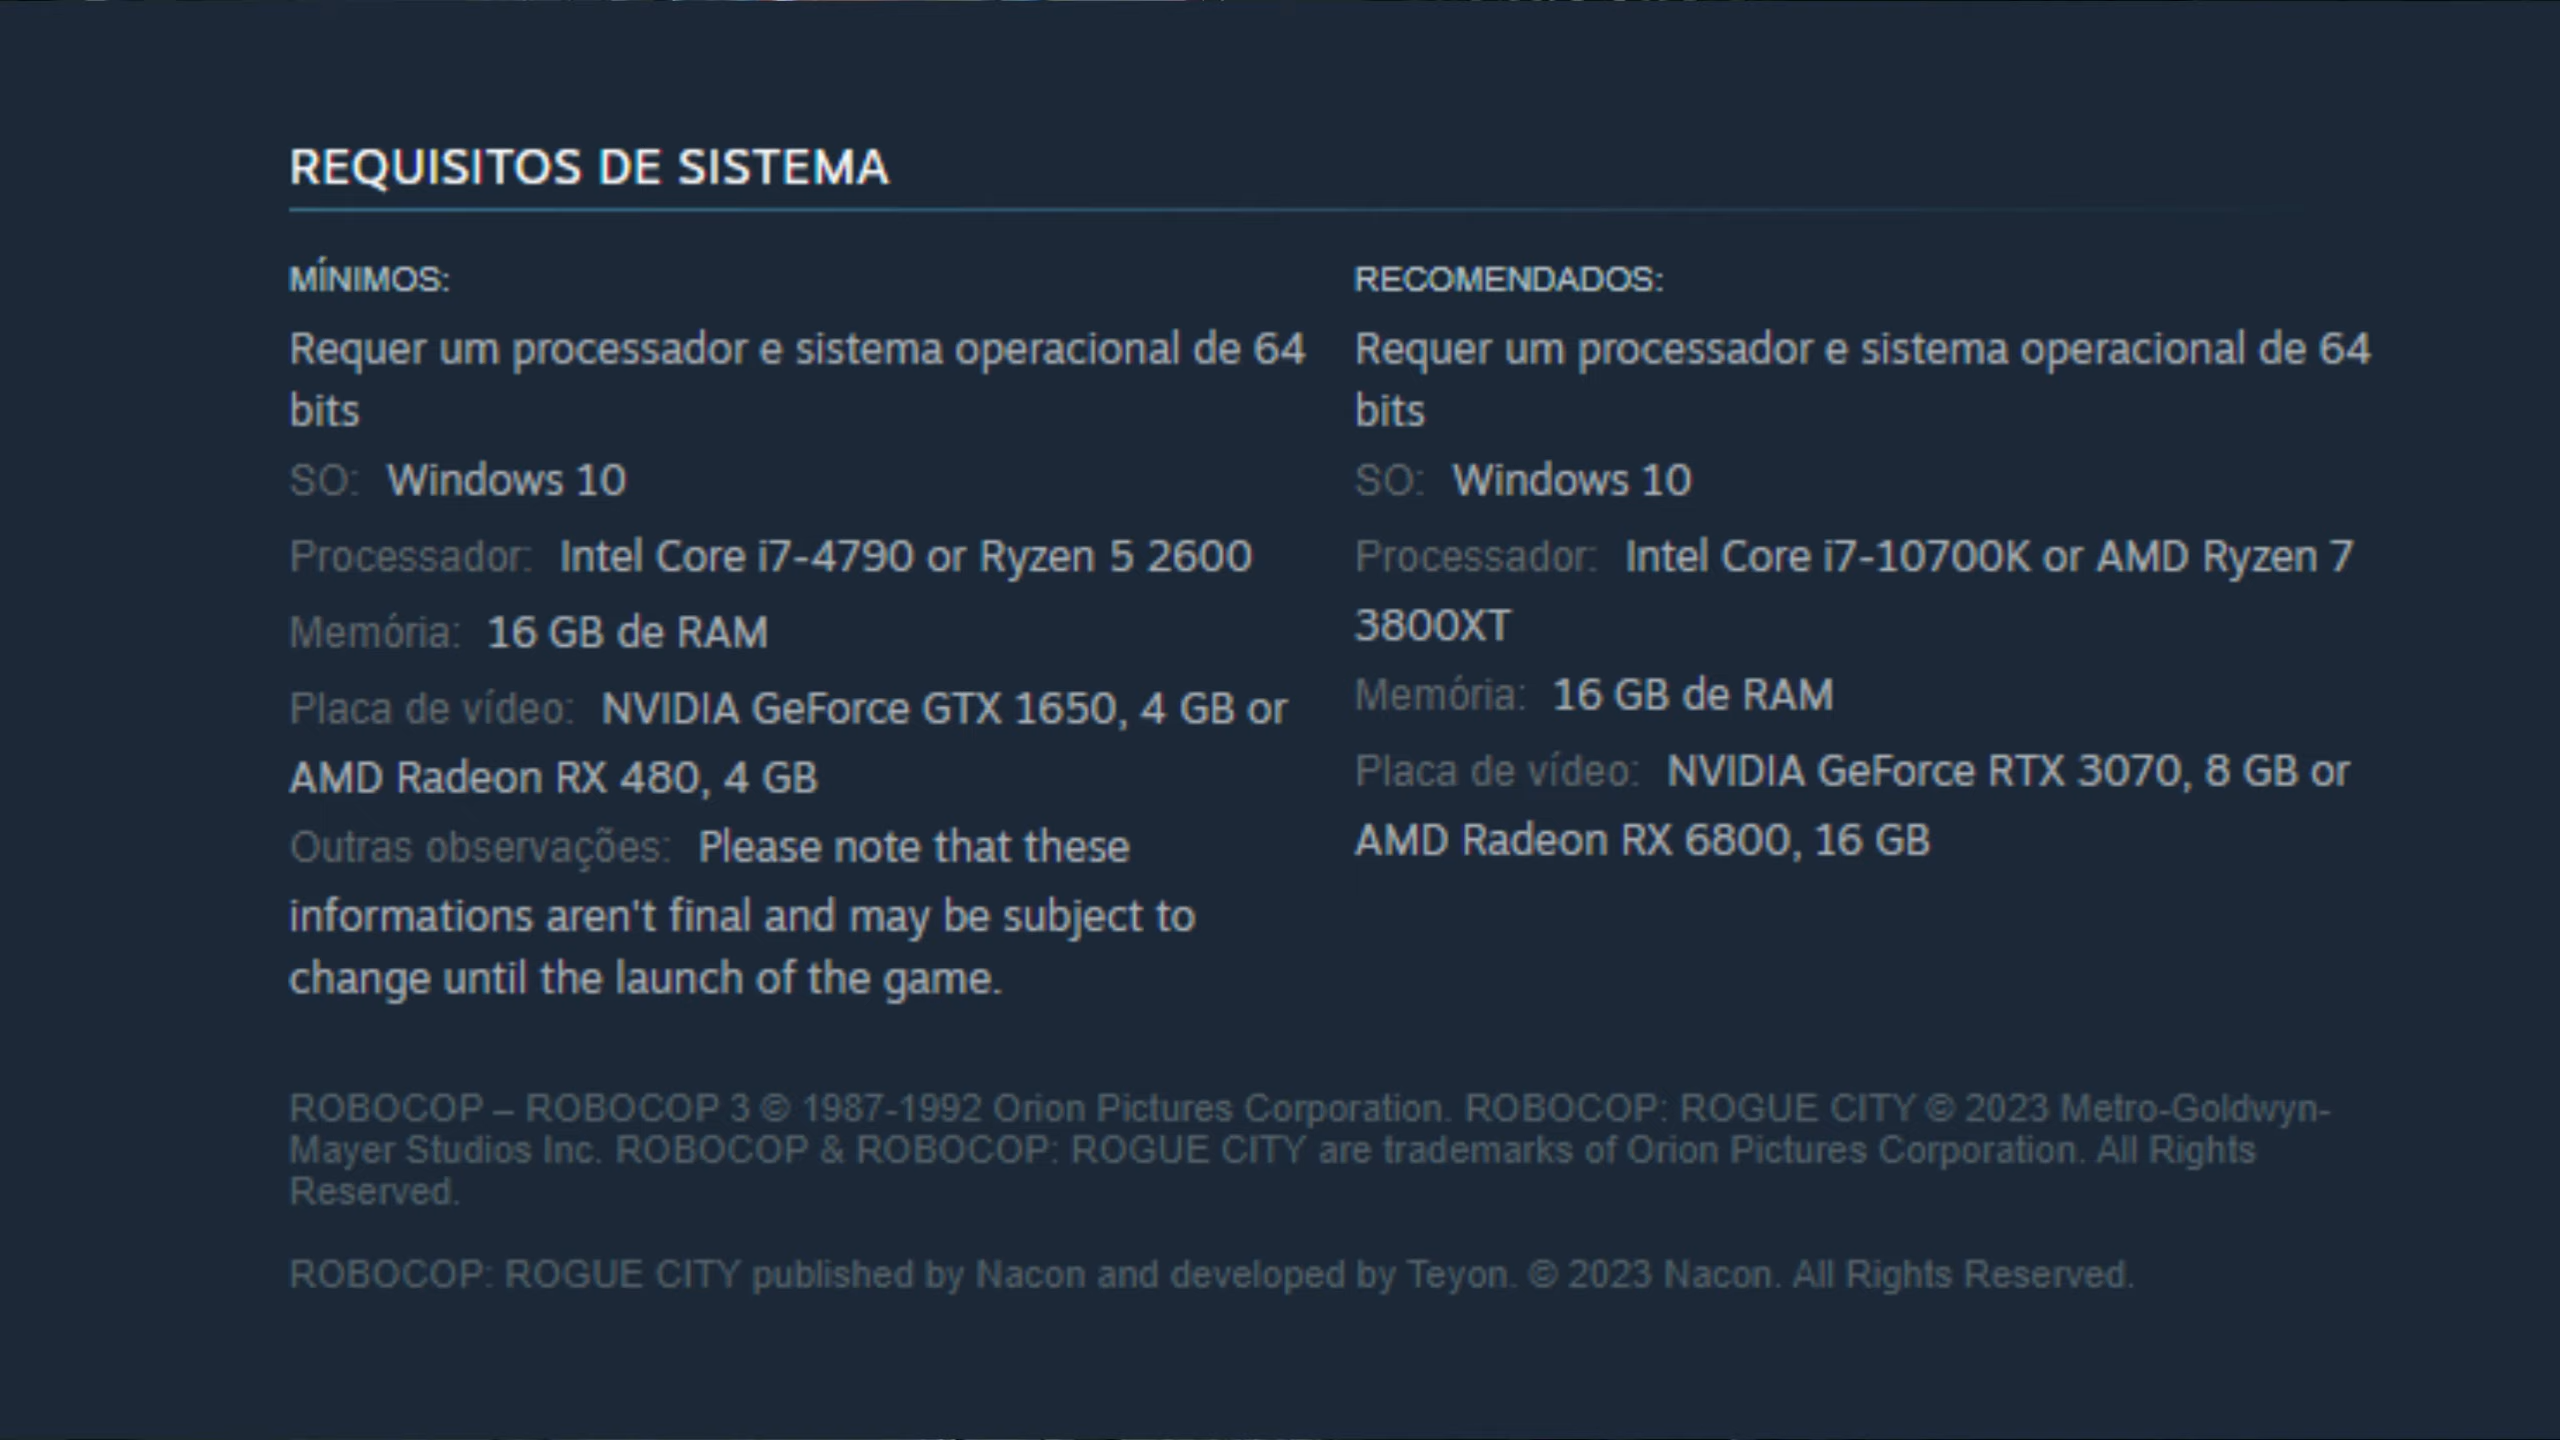 REQUISITOS DE SISTEMA
MÍNIMOS:
Requer um processador e sistema operacional de 64
bits
SO: Windows 10
Processador: Intel Core i7-4790 or Ryzen 5 2600
Memória: 16 GB de RAM
Placa de vídeo: NVIDIA GeForce GTX 1650, 4 GB or
AMD Radeon RX 480, 4 GB
Outras observações: Please note that these
informations aren't final and may be subject to
change until the launch of the game.
RECOMENDADOS:
Requer um processador e sistema operacional de 64
bits
SO: Windows 10
Processador: Intel Core i7-10700K or AMD Ryzen 7
3800XT
Memória: 16 GB de RAM
Placa de vídeo: NVIDIA GeForce RTX 3070, 8 GB or
AMD Radeon RX 6800, 16 GB
ROBOCOP – ROBOCOP 3 © 1987-1992 Orion Pictures Corporation. ROBOCOP: ROGUE CITY © 2023 Metro-Goldwyn-
Mayer Studios Inc. ROBOCOP & ROBOCOP: ROGUE CITY are trademarks of Orion Pictures Corporation. All Rights
Reserved.
ROBOCOP: ROGUE CITY published by Nacon and developed by Teyon. © 2023 Nacon. All Rights Reserved.